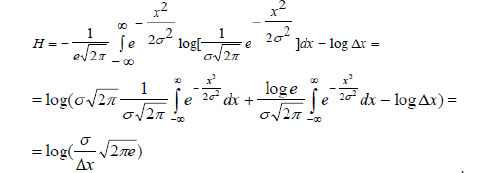 H = − 1/(e√2π) ∫_{−∞}^{∞} e^{−x²/2σ²} log[− 1/(σ√2π) e^{−x²/2σ²}]dx − log Δx =
= log(σ√2π 1/(σ√2π) ∫_{−∞}^{∞} e^{−x²/2σ²} dx + log e/(σ√2π) ∫_{−∞}^{∞} e^{−x²/2σ²} dx − log Δx) =
= log(σ/Δx √2πe) .